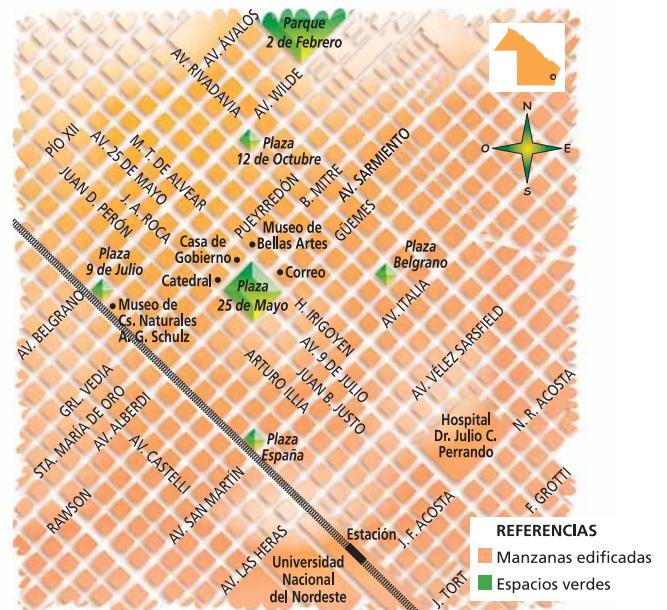 Parque
2 de Febrero
AV. ÁVALOS
AV. RIVADAVIA
AV. WILDE
N
O
E
S
PÍO XII
AV. 25 DE MAYO
M. T. DE ALVEAR
Plaza
12 de Octubre
JUAN D. PERÓN
J. A. ROCA
PUEYRREDÓN
B. MITRE
AV. SARMIENTO
GÜEMES
Museo de
Bellas Artes
Casa de
Gobierno
Catedral
Correo
Plaza
25 de Mayo
Plaza
9 de Julio
Plaza
Belgrano
AV. BELGRANO
Museo de
Cs. Naturales
A. G. Schulz
H. IRIGOYEN
AV. ITALIA
AV. 9 DE JULIO
JUAN B. JUSTO
ARTURO ILLIA
AV. VÉLEZ SARSFIELD
GRL. VEDIA
STA. MARÍA DE ORO
AV. ALBERDI
AV. CASTELLI
Hospital
Dr. Julio C.
Perrando
N. R. ACOSTA
Plaza
España
RAWSON
AV. SAN MARTÍN
AV. LAS HERAS
Estación
J. F. ACOSTA
F. GROTTI
Universidad
Nacional
del Nordeste
J. TORT
REFERENCIAS
Manzanas edificadas
Espacios verdes